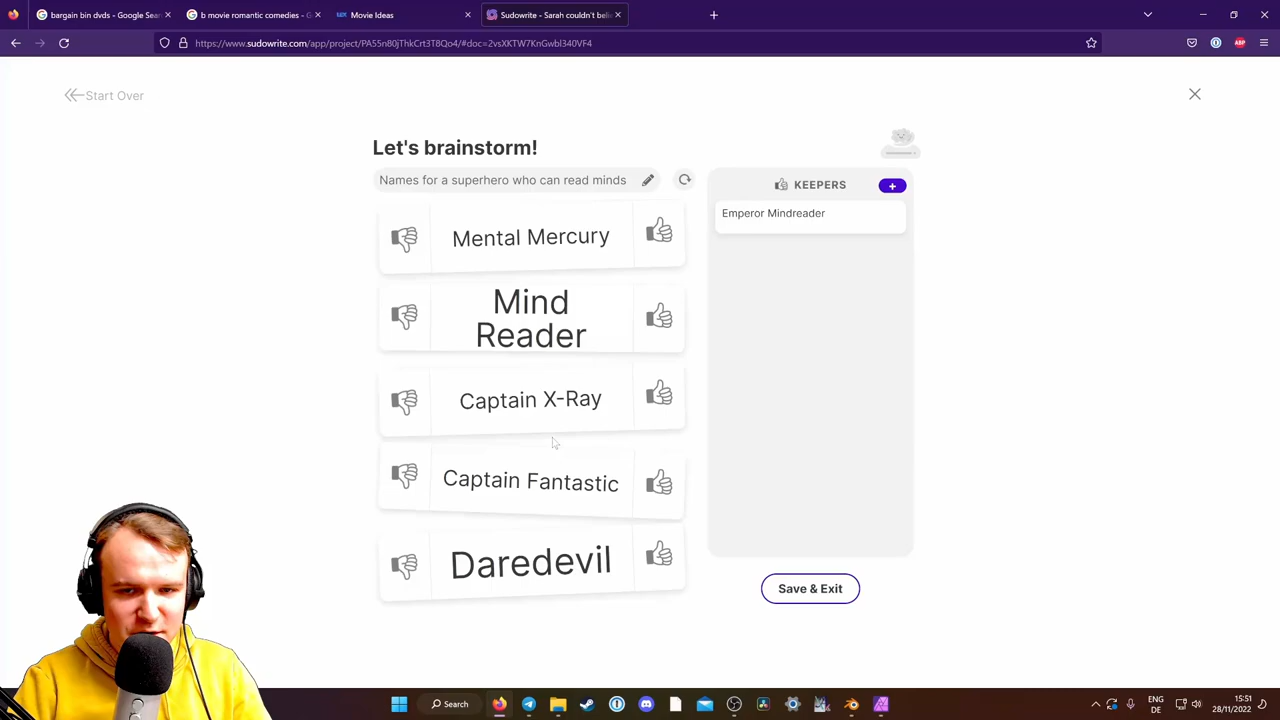 bargain bin dvds - Google Sear
b movie romantic comedies - G
Movie Ideas
Sudowrite - Sarah couldn't beli
https://www.sudowrite.com/app/project/PA55n80jThkCrt3T8Qo4/#doc=2vsXKTW7KnGwbl340VF4
Start Over
Let's brainstorm!
Names for a superhero who can read minds
KEEPERS
+
Emperor Mindreader
Mental Mercury
Mind
Reader
Captain X-Ray
Captain Fantastic
Daredevil
Save & Exit
Search
ENG
DE
15:51
28/11/2022